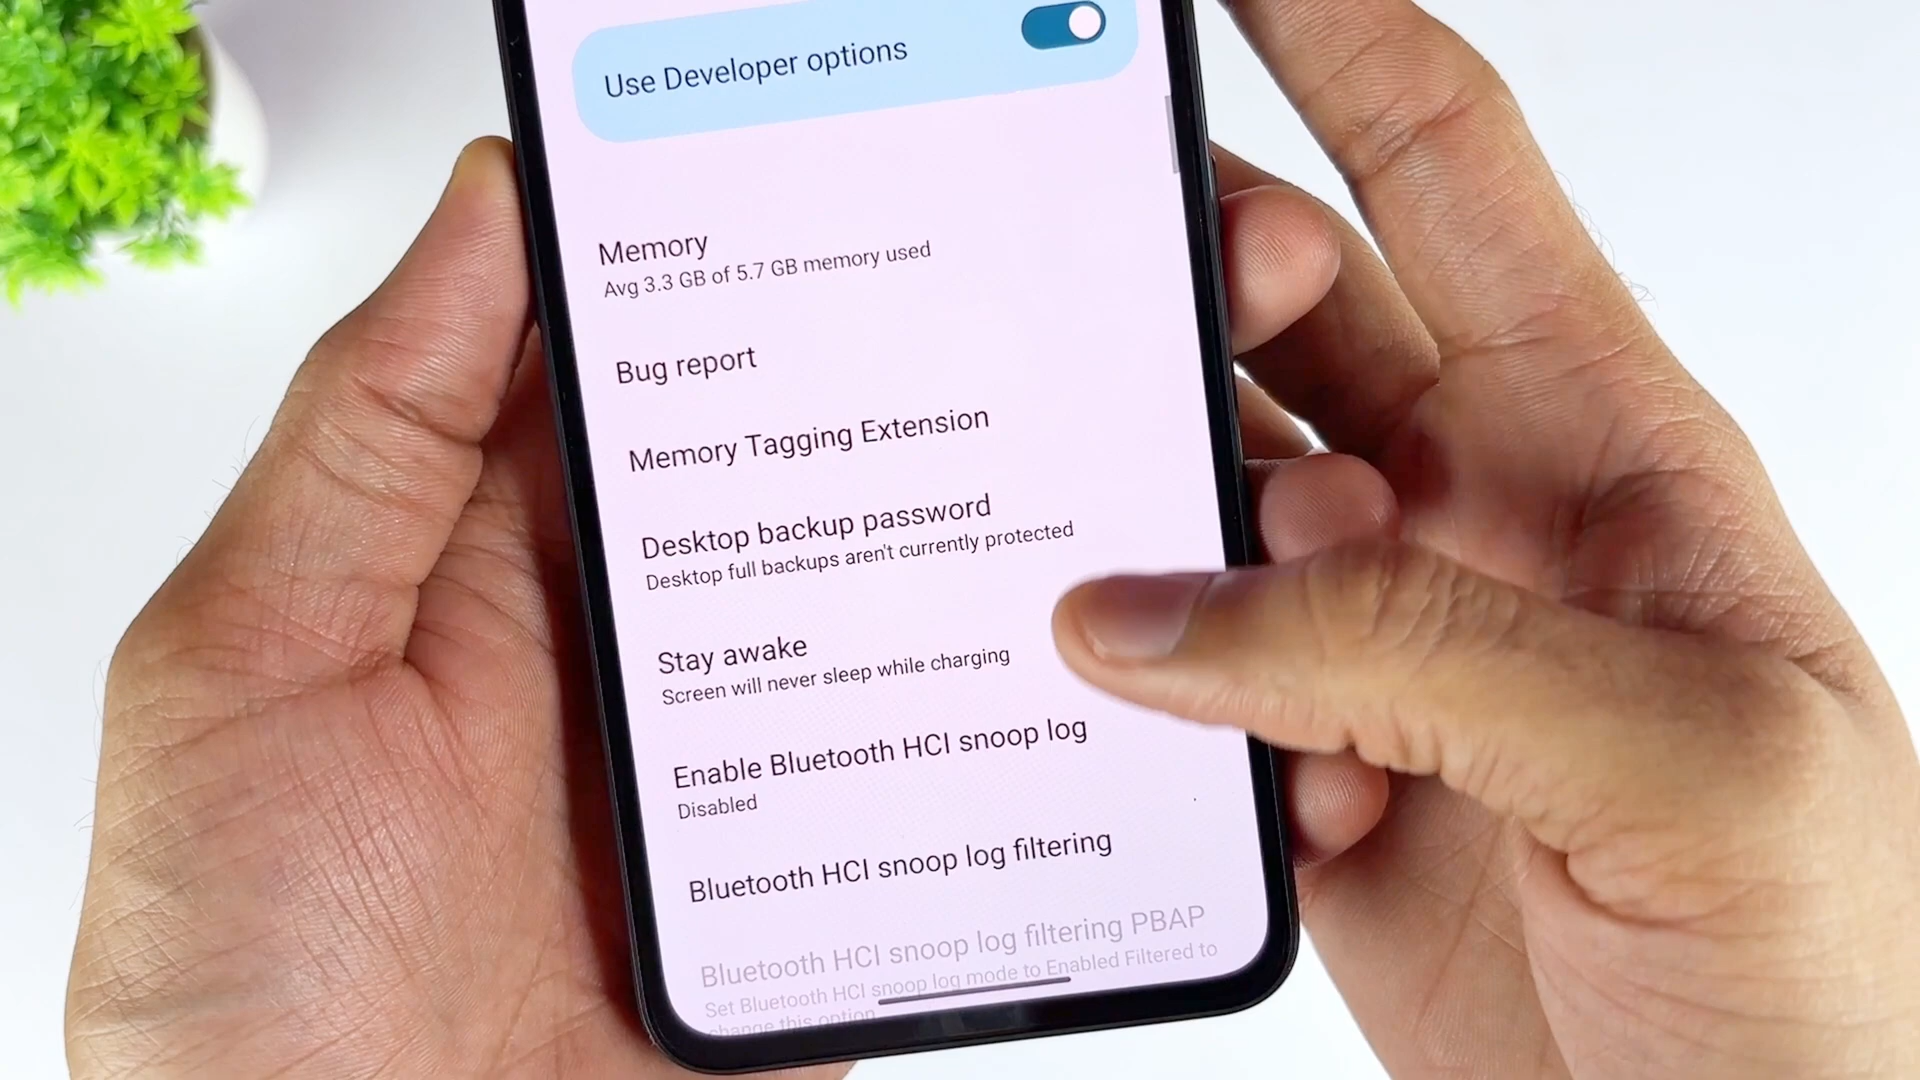 Use Developer options
Memory
Avg 3.3 GB of 5.7 GB memory used
Bug report
Memory Tagging Extension
Desktop backup password
Desktop full backups aren't currently protected
Stay awake
Screen will never sleep while charging
Enable Bluetooth HCI snoop log
Disabled
Bluetooth HCI snoop log filtering
Bluetooth HCI snoop log filtering PBAP
Set Bluetooth HCI snoop log mode to Enabled Filtered to
change this option